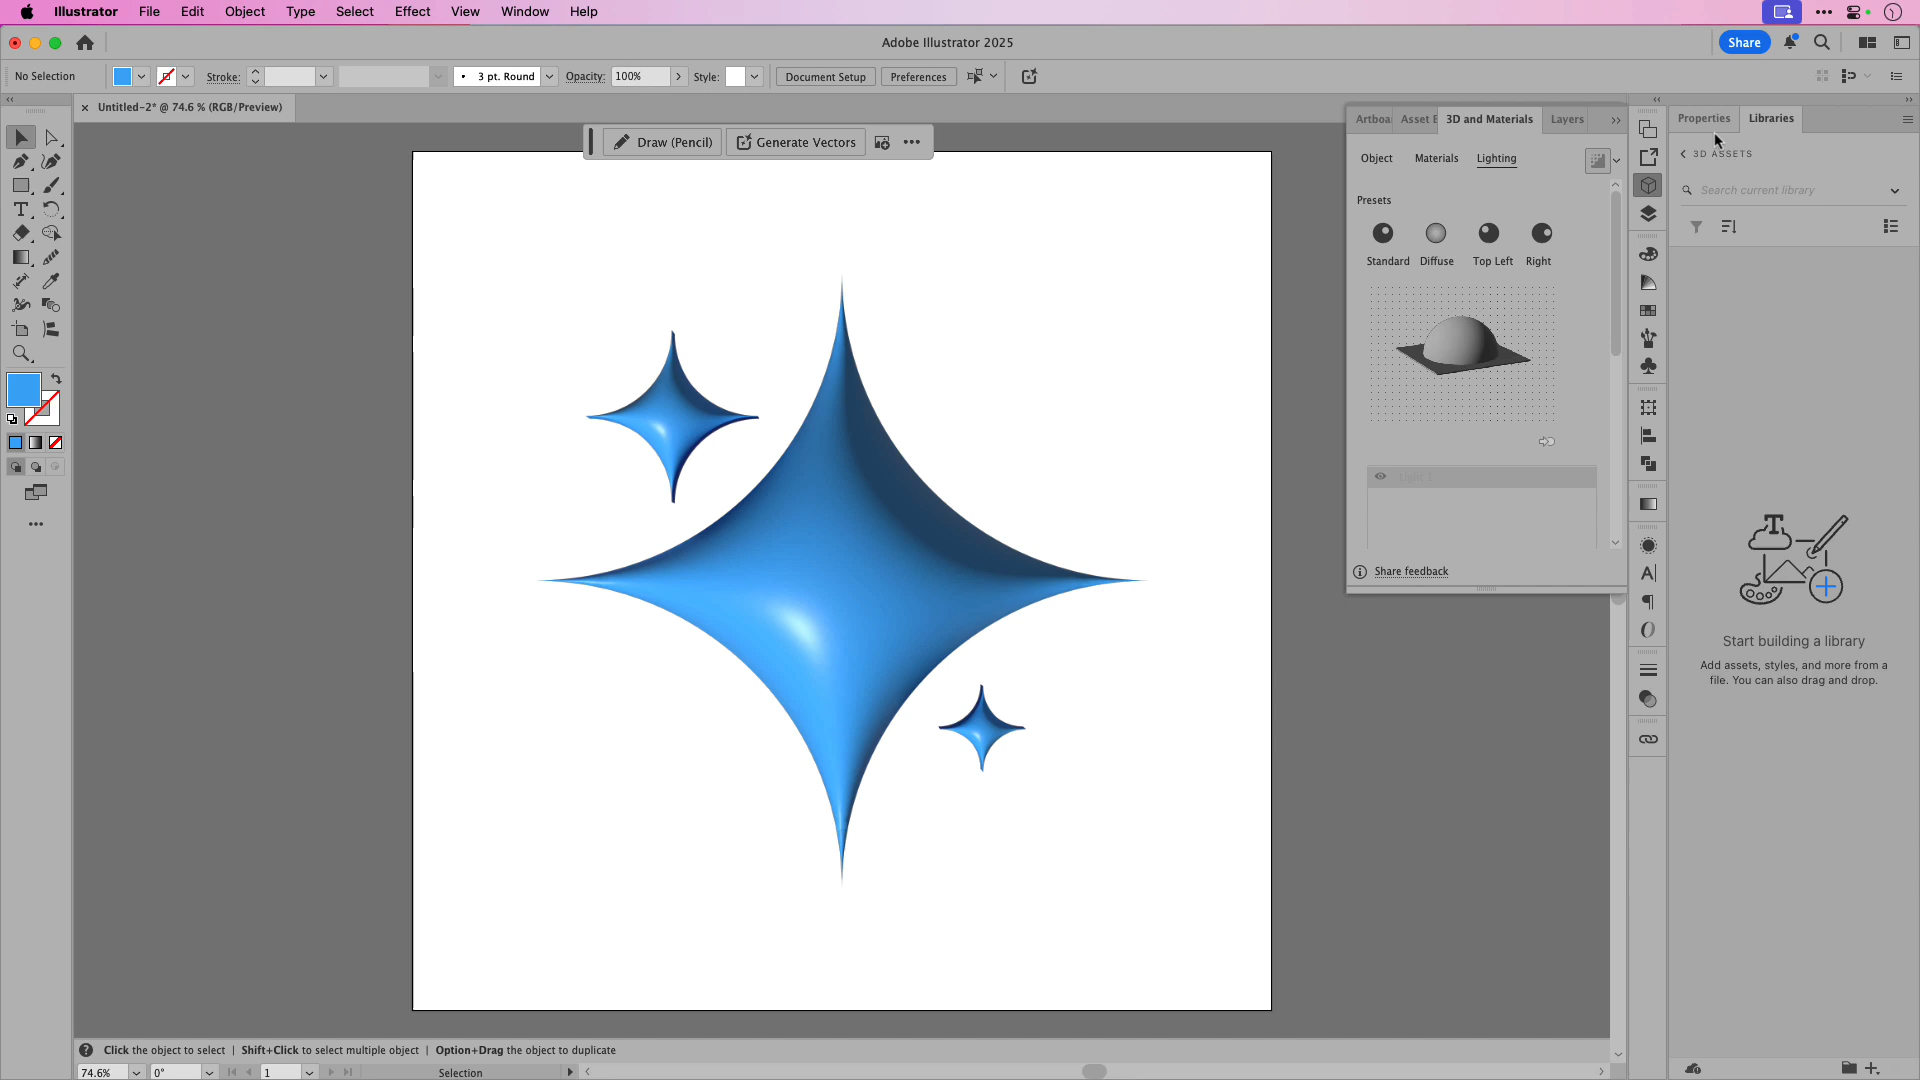 Illustrator File Edit Object Type Select Effect View Window Help
Adobe Illustrator 2025
Share
No Selection Stroke: 3 pt. Round Opacity: 100% Style: Document Setup Preferences
Untitled-2* @ 74.6 % (RGB/Preview)
Draw (Pencil) Generate Vectors
Artboa Asset E 3D and Materials Layers
Object Materials Lighting
Presets
Standard Diffuse Top Left Right
Light 1
Share feedback
Properties Libraries
3D ASSETS
Search current library
Start building a library
Add assets, styles, and more from a
file. You can also drag and drop.
Click the object to select | Shift+Click to select multiple object | Option+Drag the object to duplicate
74.6% 0° 1 Selection